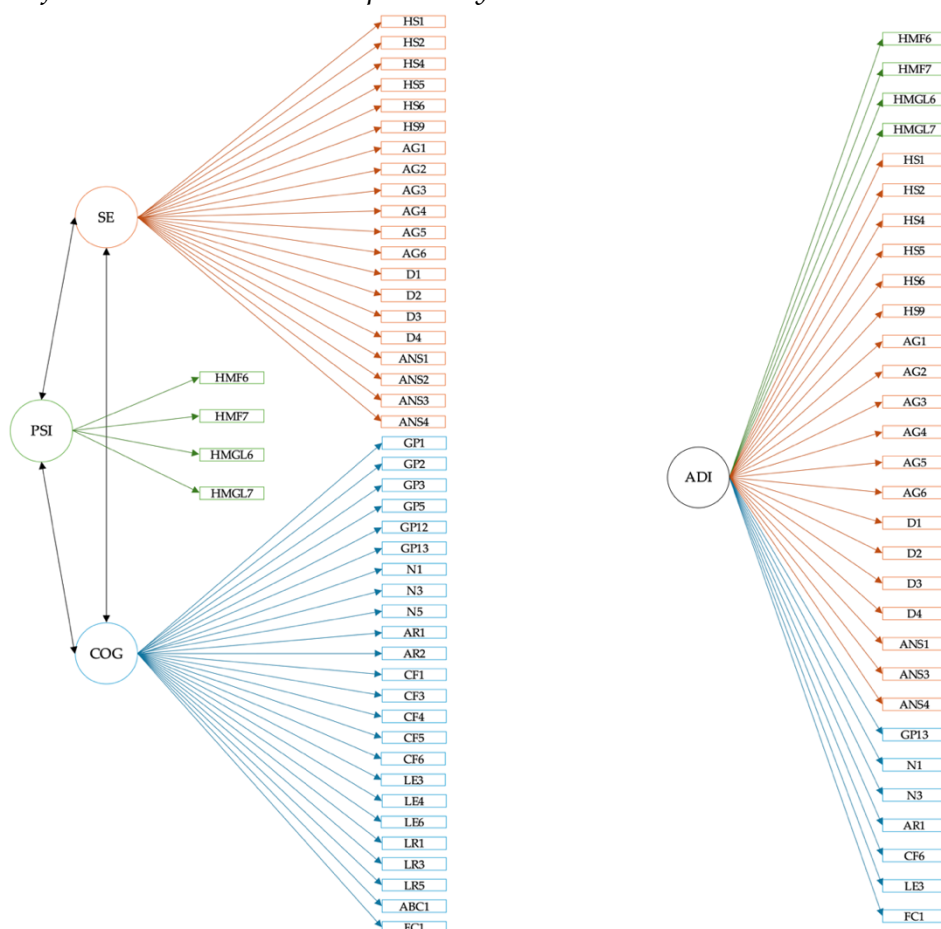 HS1
HS2
HS4
HS5
HS6
HS9
AG1
AG2
AG3
AG4
AG5
AG6
D1
D2
D3
D4
ANS1
ANS2
ANS3
ANS4
SE
HMF6
HMF7
HMGL6
HMGL7
PSI
GP1
GP2
GP3
GP5
GP12
GP13
N1
N3
N5
AR1
AR2
CF1
CF3
CF4
CF5
CF6
LE3
LE4
LE6
LR1
LR3
LR5
ABC1
FC1
COG
HMF6
HMF7
HMGL6
HMGL7
HS1
HS2
HS4
HS5
HS6
HS9
AG1
AG2
AG3
AG4
AG5
AG6
D1
D2
D3
D4
ANS1
ANS3
ANS4
GP13
N1
N3
AR1
CF6
LE3
FC1
ADI